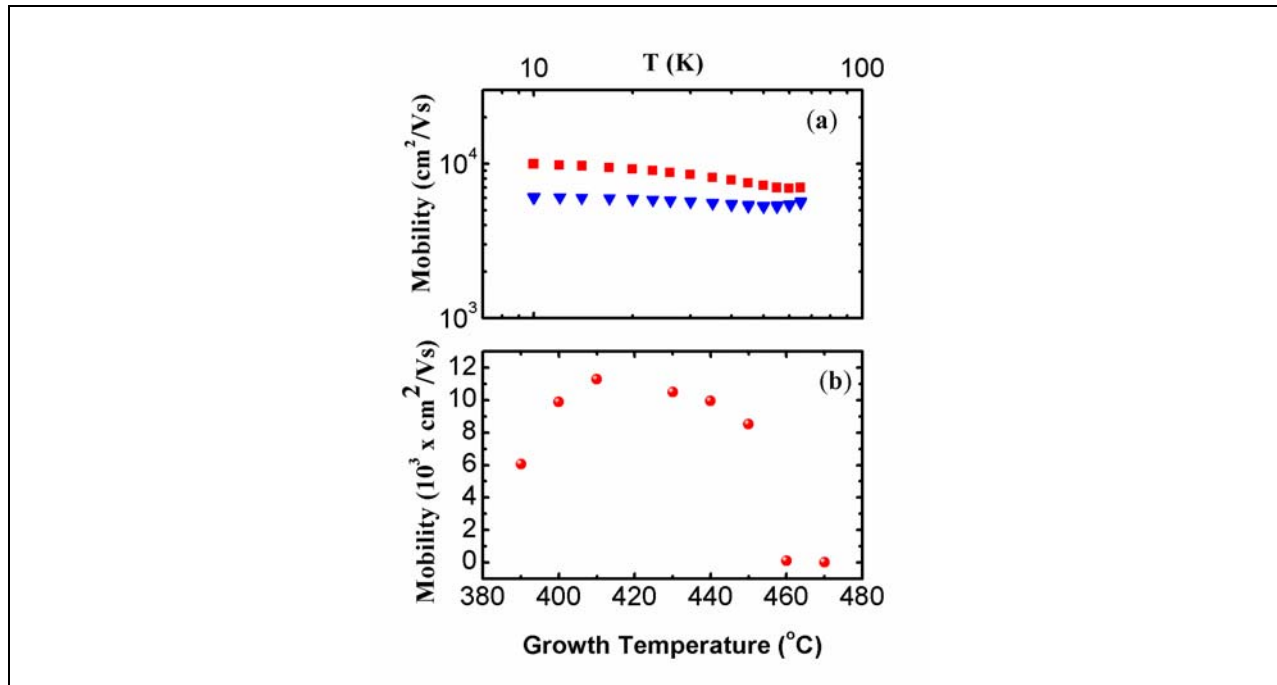 T (K)
10 100
(a)
Mobility (cm²/Vs)
10⁴
10³
(b)
Mobility (10³ x cm²/Vs)
12
10
8
6
4
2
0
380 400 420 440 460 480
Growth Temperature (°C)